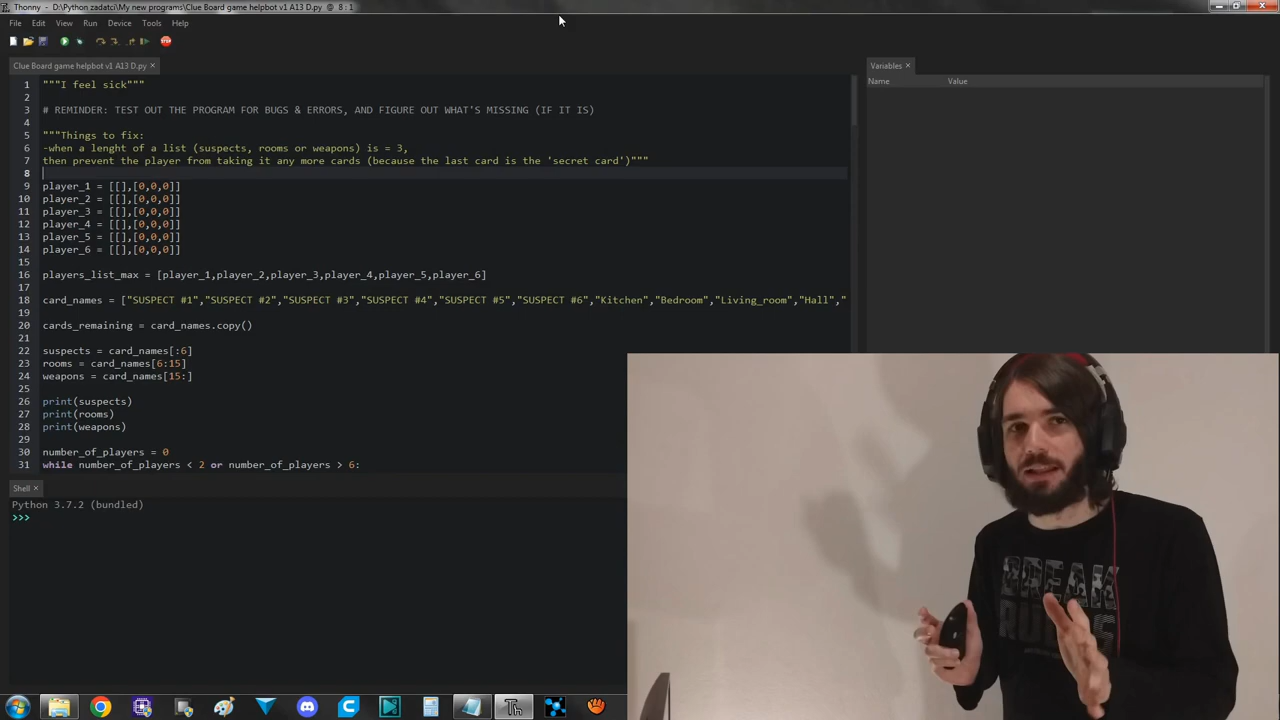 Thonny - D:\Python zadatci\My new programs\Clue Board game helpbot v1 A13 D.py @ 8:1
File Edit View Run Device Tools Help
Clue Board game helpbot v1 A13 D.py ×
1 """I feel sick"""
2
3 # REMINDER: TEST OUT THE PROGRAM FOR BUGS & ERRORS, AND FIGURE OUT WHAT'S MISSING (IF IT IS)
4
5 """Things to fix:
6 -when a lenght of a list (suspects, rooms or weapons) is = 3,
7 then prevent the player from taking it any more cards (because the last card is the 'secret card')"""
8
9 player_1 = [[],[0,0,0]]
10 player_2 = [[],[0,0,0]]
11 player_3 = [[],[0,0,0]]
12 player_4 = [[],[0,0,0]]
13 player_5 = [[],[0,0,0]]
14 player_6 = [[],[0,0,0]]
15
16 players_list_max = [player_1,player_2,player_3,player_4,player_5,player_6]
17
18 card_names = ["SUSPECT #1","SUSPECT #2","SUSPECT #3","SUSPECT #4","SUSPECT #5","SUSPECT #6","Kitchen","Bedroom","Living_room","Hall","
19
20 cards_remaining = card_names.copy()
21
22 suspects = card_names[:6]
23 rooms = card_names[6:15]
24 weapons = card_names[15:]
25
26 print(suspects)
27 print(rooms)
28 print(weapons)
29
30 number_of_players = 0
31 while number_of_players < 2 or number_of_players > 6:
Variables ×
Name Value
Shell ×
Python 3.7.2 (bundled)
>>>
STOP
Th
BREAK
RULES